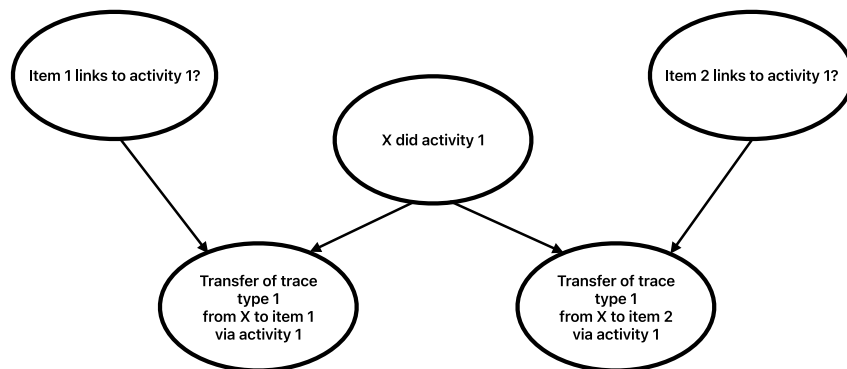 Item 1 links to activity 1?
Item 2 links to activity 1?
X did activity 1
Transfer of trace
type 1
from X to item 1
via activity 1
Transfer of trace
type 1
from X to item 2
via activity 1